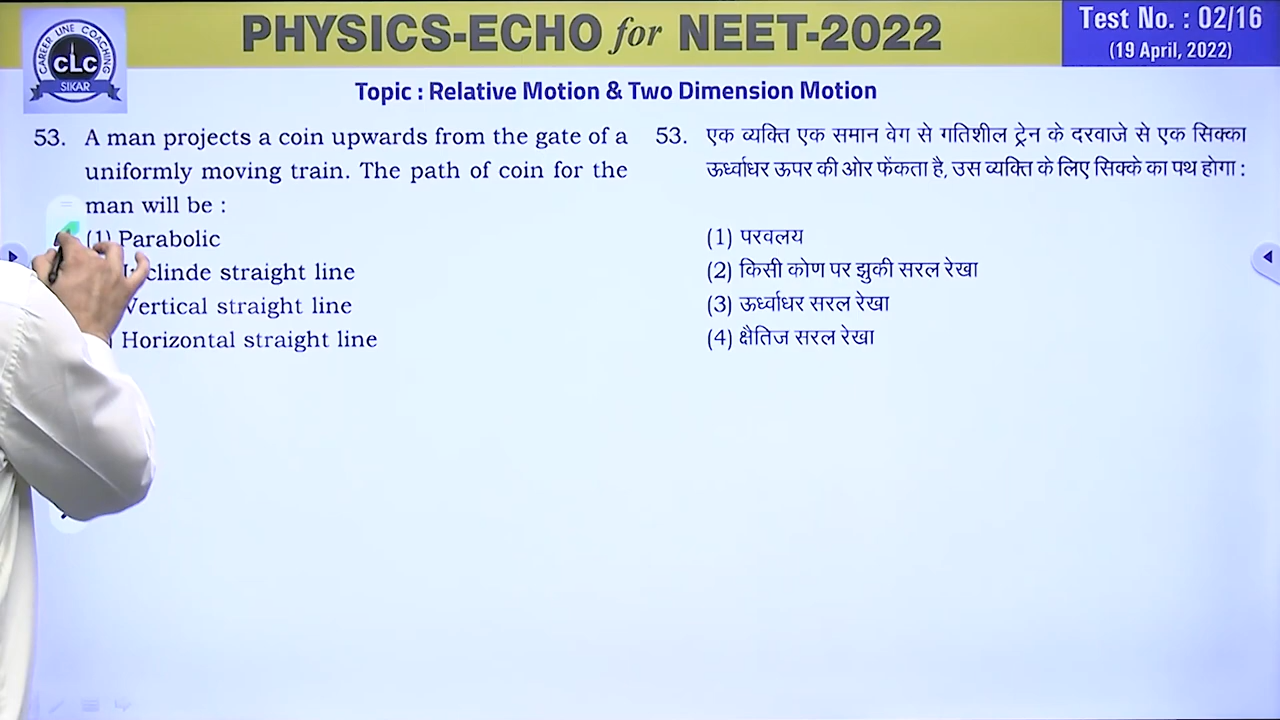 PHYSICS-ECHO for NEET-2022
Test No. : 02/16
(19 April, 2022)
CAREER LINE COACHING
CLC
SIKAR
Topic : Relative Motion & Two Dimension Motion
53. A man projects a coin upwards from the gate of a
uniformly moving train. The path of coin for the
man will be :
(1) Parabolic
straight line
Vertical straight line
Horizontal straight line
53. एक व्यक्ति एक समान वेग से गतिशील ट्रेन के दरवाजे से एक सिक्का
ऊर्ध्वाधर ऊपर की ओर फेंकता है, उस व्यक्ति के लिए सिक्के का पथ होगा :
(1) परवलय
(2) किसी कोण पर झुकी सरल रेखा
(3) ऊर्ध्वाधर सरल रेखा
(4) क्षैतिज सरल रेखा